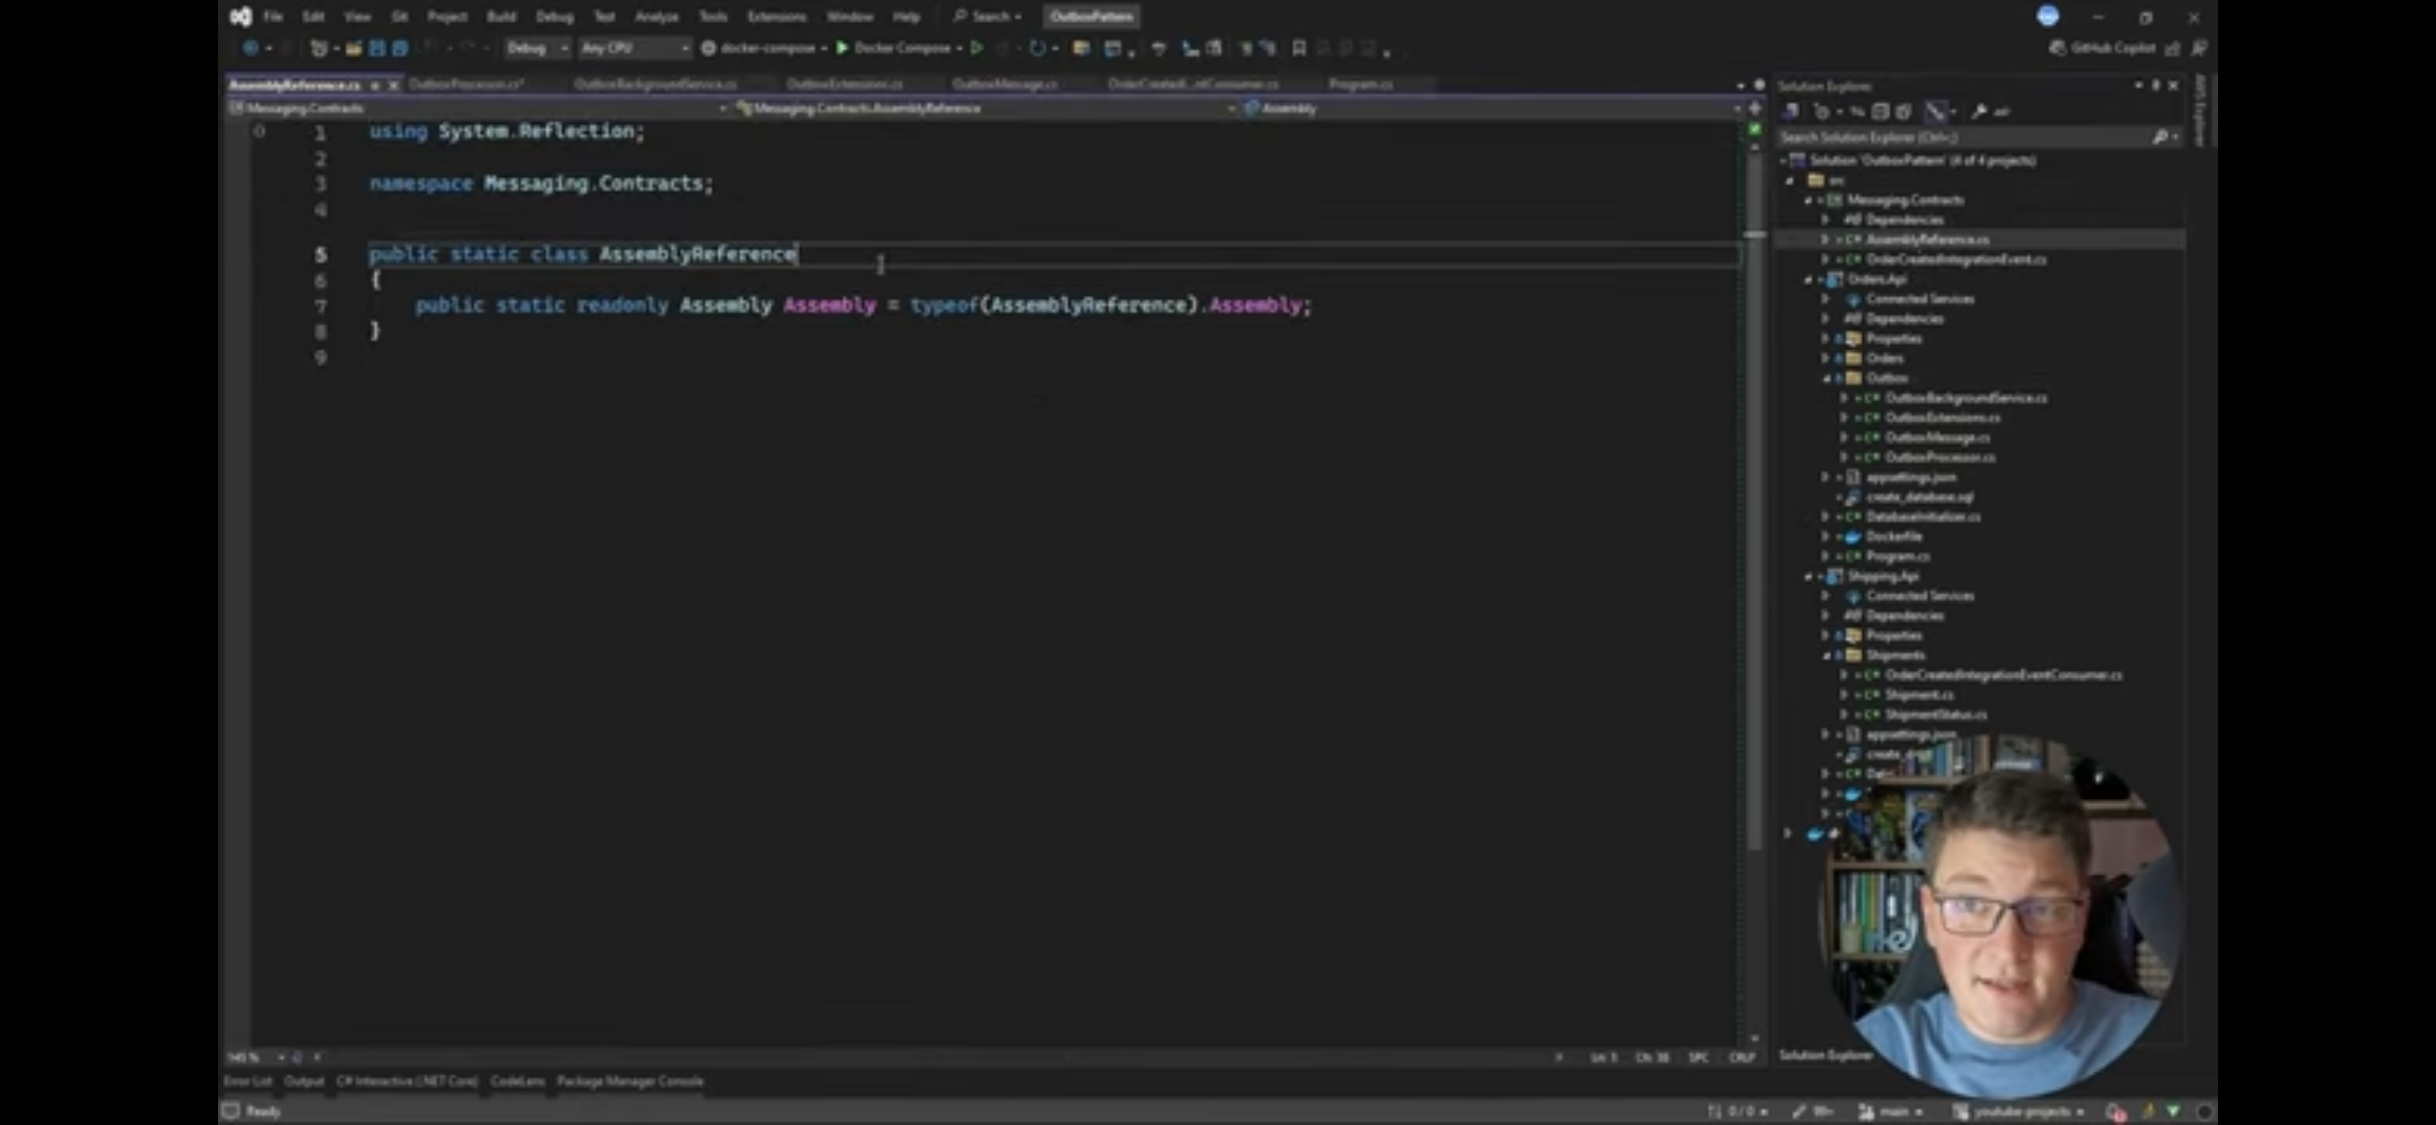 File Edit View Git Project Build Debug Test Analyze Tools Extensions Window Help Search OutboxPattern
Debug Any CPU docker-compose Docker Compose GitHub Copilot
AssemblyReference.cs OutboxProcessor.cs* OutboxBackgroundService.cs OutboxExtensions.cs OutboxMessage.cs OrderCreatedI...ntConsumer.cs Program.cs
Messaging.Contracts Messaging.Contracts.AssemblyReference Assembly
1 using System.Reflection;
2
3 namespace Messaging.Contracts;
4
5 public static class AssemblyReference
6 {
7 public static readonly Assembly Assembly = typeof(AssemblyReference).Assembly;
8 }
9
145 % Ln: 5 Ch: 38 SPC CRLF
Error List Output C# Interactive (.NET Core) CodeLens Package Manager Console
Ready 0 / 0 99+ main youtube-projects
Solution Explorer
Search Solution Explorer (Ctrl+;)
Solution 'OutboxPattern' (4 of 4 projects)
src
Messaging.Contracts
Dependencies
C# AssemblyReference.cs
C# OrderCreatedIntegrationEvent.cs
Orders.Api
Connected Services
Dependencies
Properties
Orders
Outbox
C# OutboxBackgroundService.cs
C# OutboxExtensions.cs
C# OutboxMessage.cs
C# OutboxProcessor.cs
appsettings.json
create_database.sql
C# DatabaseInitializer.cs
Dockerfile
C# Program.cs
Shipping.Api
Connected Services
Dependencies
Properties
Shipments
C# OrderCreatedIntegrationEventConsumer.cs
C# Shipment.cs
C# ShipmentStatus.cs
appsettings.json
Solution Explorer
AWS Explorer